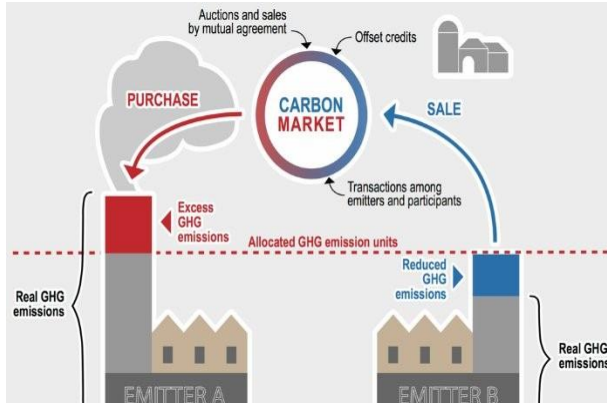 Auctions and sales
by mutual agreement
Offset credits
PURCHASE
CARBON
MARKET
SALE
Transactions among
emitters and participants
Excess
GHG
emissions
Allocated GHG emission units
Reduced
GHG
emissions
Real GHG
emissions
Real GHG
emissions
EMITTER A
EMITTER B